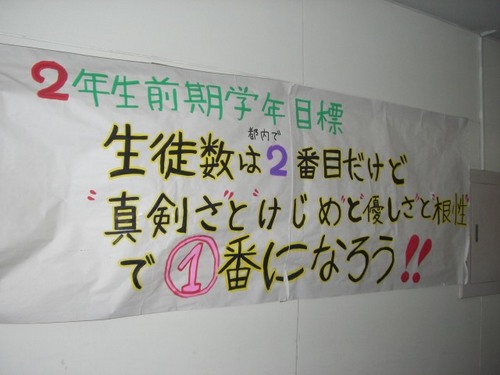 2年生前期学年目標
都内で
生徒数は2番目だけど
"真剣さ"と"けじめ"と"優しさ"と"根性"
で①番になろう!!